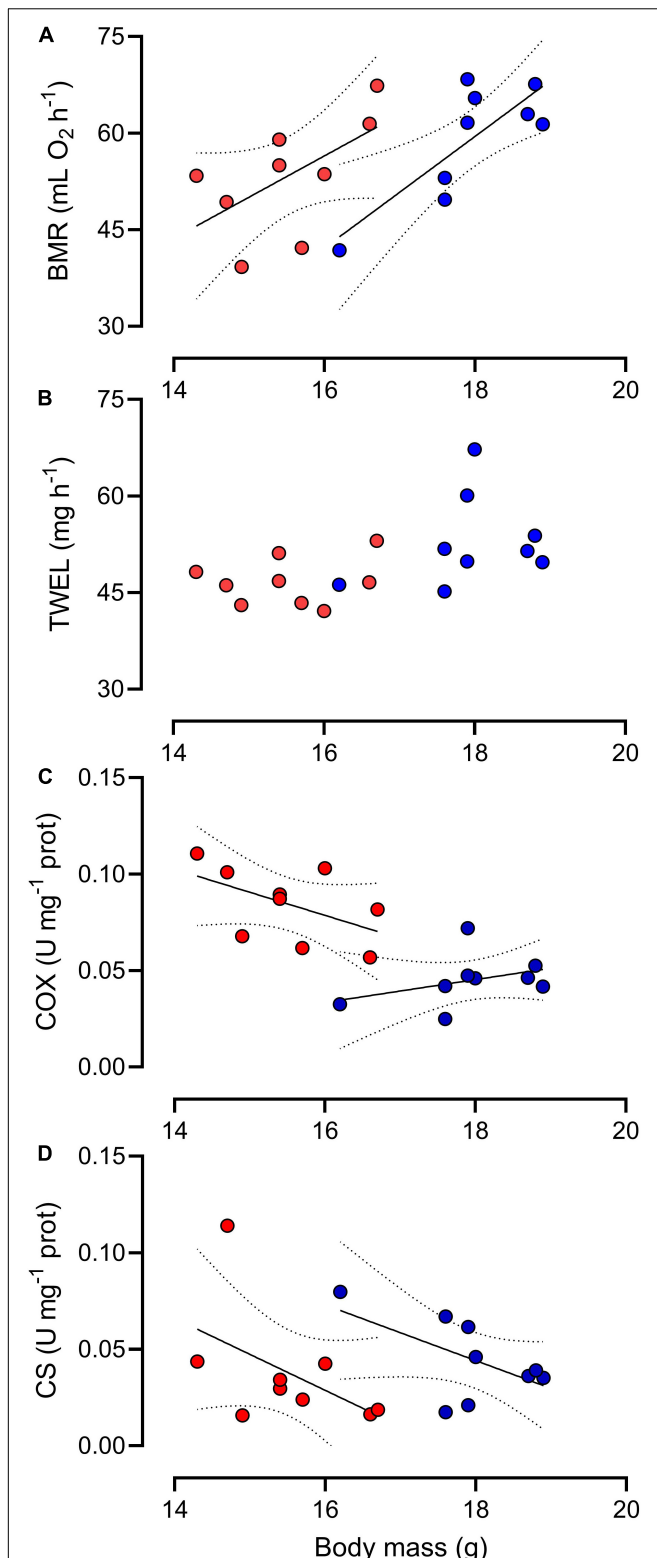 A
75
60
45
30
BMR (mL O₂ h⁻¹)
14 16 18 20
B
75
60
45
30
TWEL (mg h⁻¹)
14 16 18 20
C
0.15
0.10
0.05
0.00
COX (U mg⁻¹ prot)
14 16 18 20
D
0.15
0.10
0.05
0.00
CS (U mg⁻¹ prot)
14 16 18 20
Body mass (g)